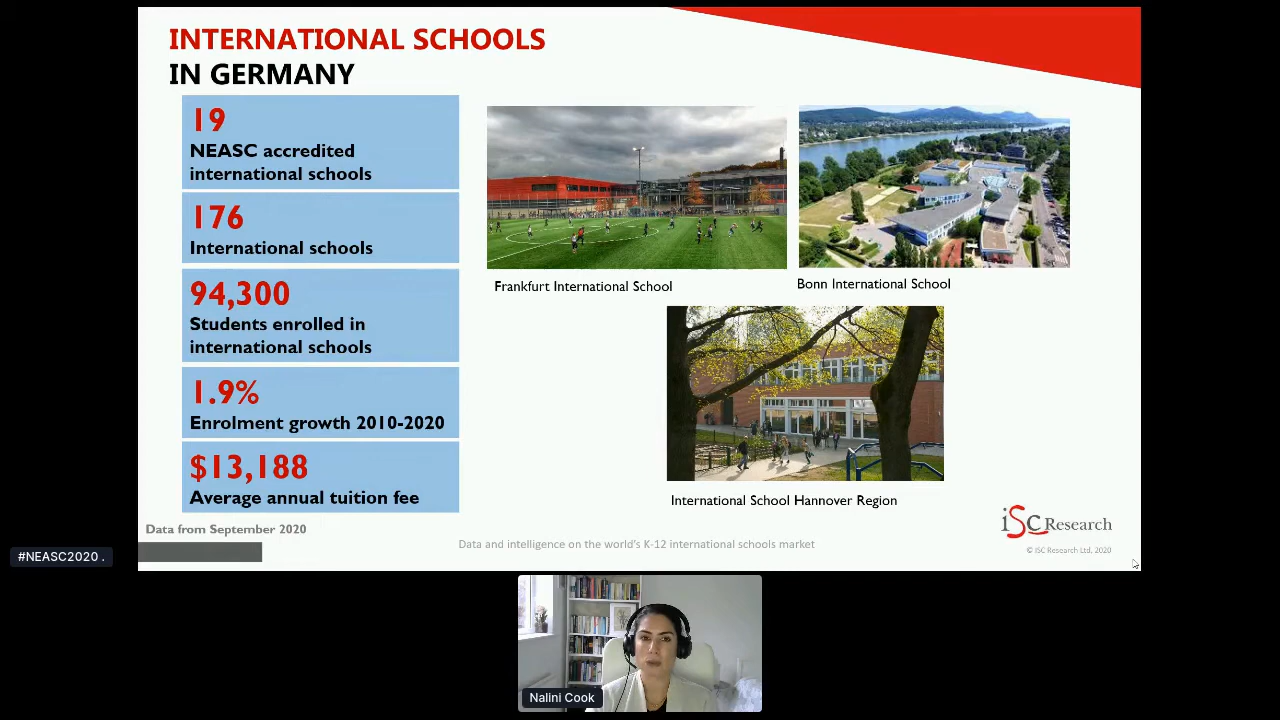 INTERNATIONAL SCHOOLS
IN GERMANY
19
NEASC accredited
international schools
176
International schools
94,300
Students enrolled in
international schools
1.9%
Enrolment growth 2010-2020
$13,188
Average annual tuition fee
Data from September 2020
Frankfurt International School
Bonn International School
International School Hannover Region
Data and intelligence on the world's K-12 international schools market
iSC Research
© ISC Research Ltd, 2020
#NEASC2020 .
Nalini Cook